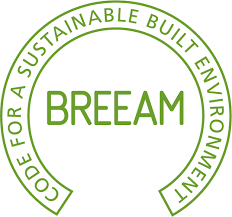 CODE FOR A SUSTAINABLE BUILT ENVIRONMENT
BREEAM